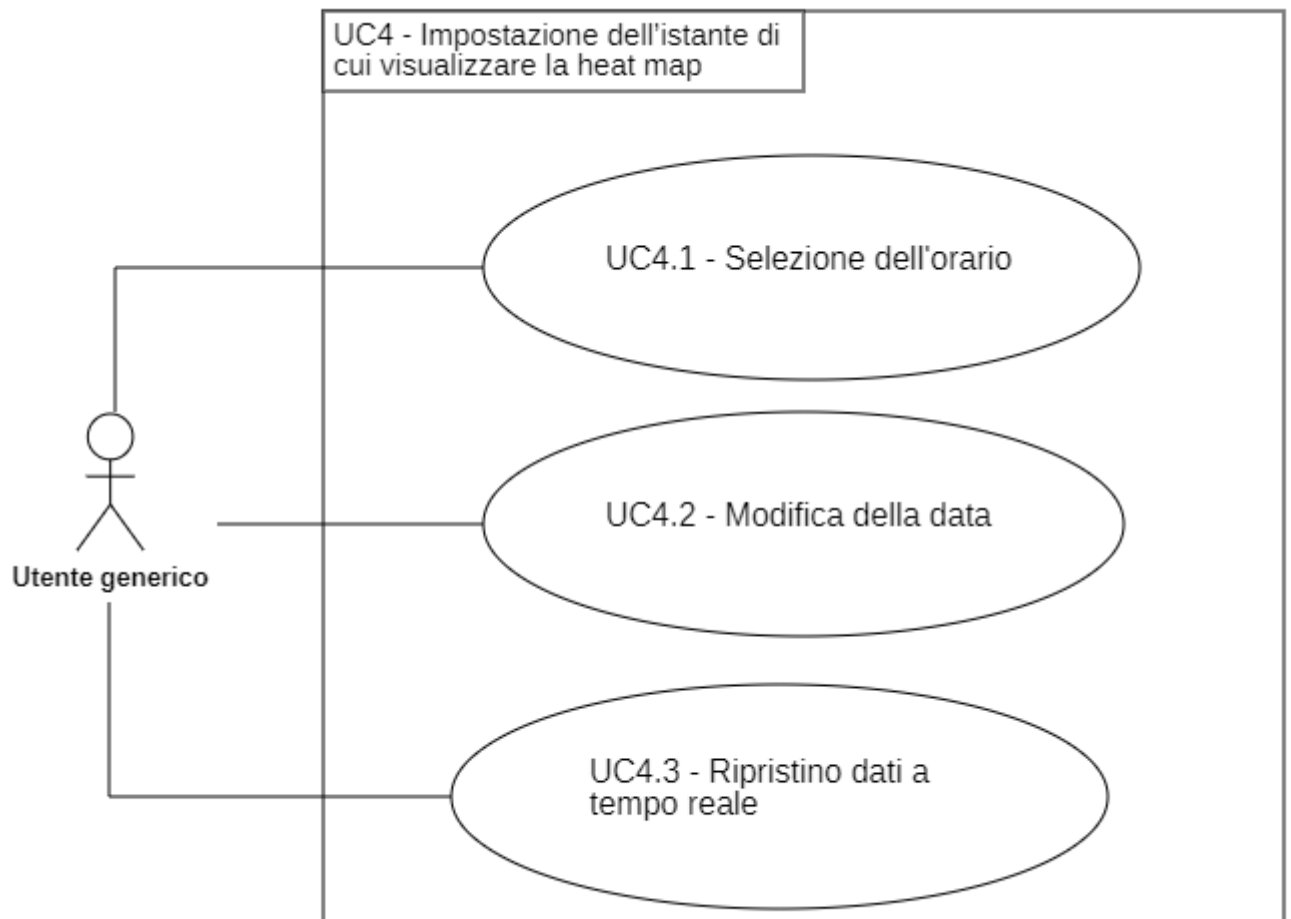 UC4 - Impostazione dell'istante di
cui visualizzare la heat map
UC4.1 - Selezione dell'orario
UC4.2 - Modifica della data
Utente generico
UC4.3 - Ripristino dati a
tempo reale